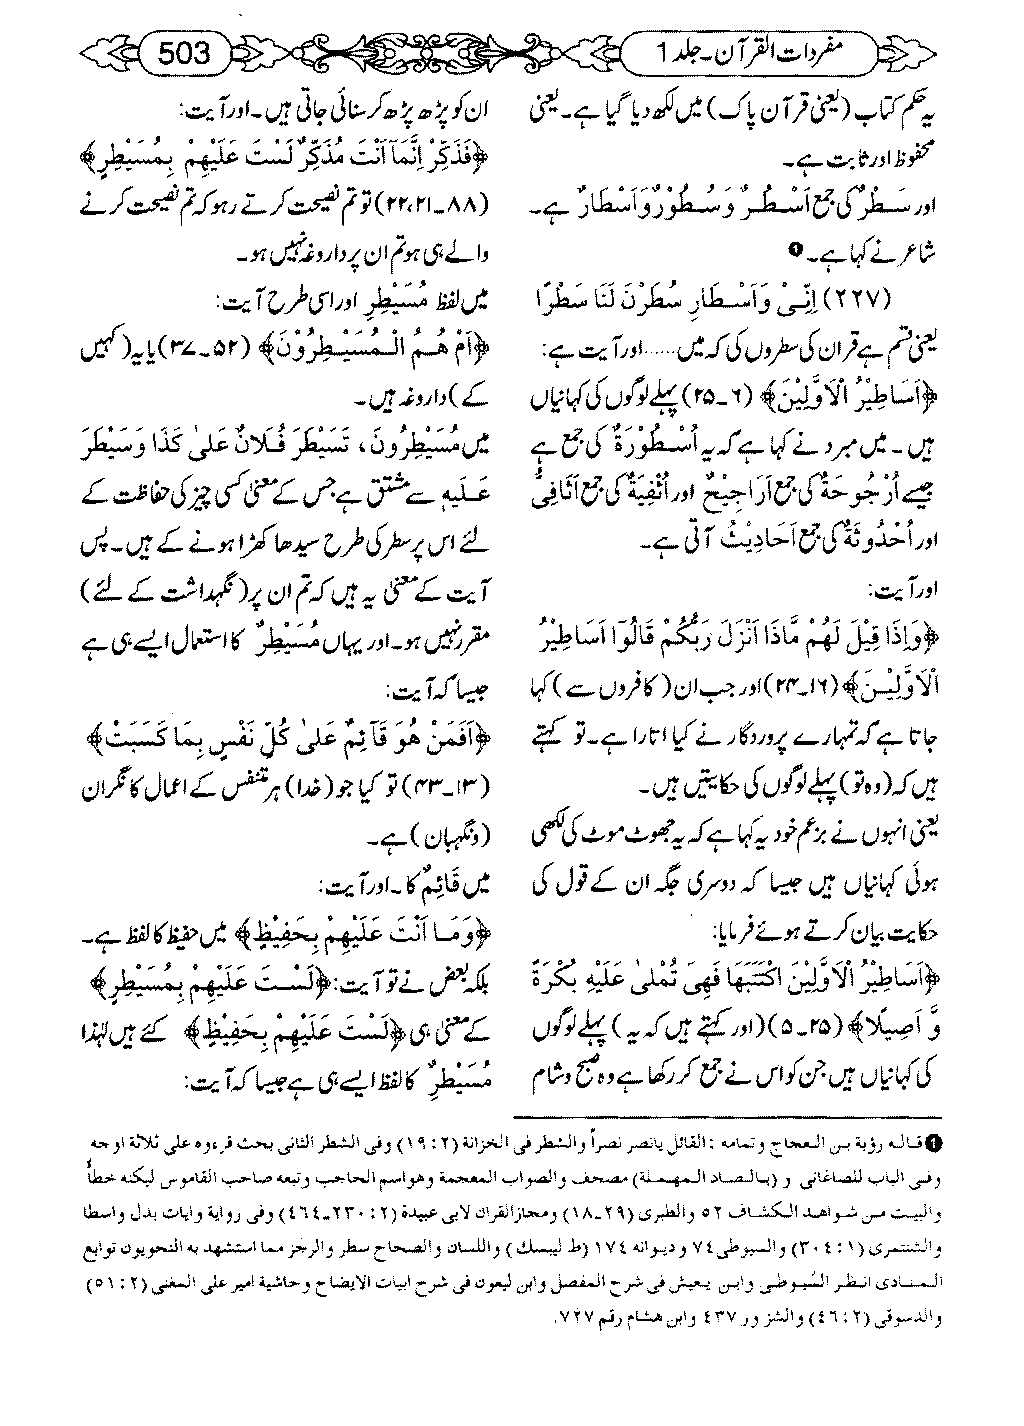 مفردات القرآن۔ جلد 1
503
یہ حکم کتاب (یعنی قرآن پاک) میں لکھ دیا گیا ہے۔ یعنی
محفوظ اور ثابت ہے۔
اور سَطْرٌ کی جمع اَسْطُرٌ وَسُطُوْرٌ وَاَسْطَارٌ ہے۔
شاعر نے کہا ہے۔ ❶
(۲۲۷) اِنِّیْ وَاَسْطَارٍ سُطِرْنَ لَنَا سَطْرًا
یعنی قسم ہے قرآن کی سطروں کی کہ میں...... اور آیت ہے:
﴿اَسَاطِیْرُ الْاَوَّلِیْنَ﴾ (۶۔۲۵) پہلے لوگوں کی کہانیاں
ہیں۔ میں مبرد نے کہا ہے کہ یہ اُسْطُوْرَۃٌ کی جمع ہے
جیسے اُرْجُوْحَۃٌ کی جمع اَرَاجِیْحُ اور اُثْفِیَۃٌ کی جمع اَثَافِیُّ
اور اُحْدُوْثَۃٌ کی جمع اَحَادِیْثُ آتی ہے۔
اور آیت:
﴿وَاِذَا قِیْلَ لَهُمْ مَّاذَا اَنْزَلَ رَبُّکُمْ قَالُوْٓا اَسَاطِیْرُ
الْاَوَّلِیْنَ﴾ (۱۶۔۲۴) اور جب ان (کافروں سے) کہا
جاتا ہے کہ تمہارے پروردگار نے کیا اتارا ہے۔ تو کہتے
ہیں کہ (وہ تو) پہلے لوگوں کی حکایتیں ہیں۔
یعنی انہوں نے بزعم خود یہ کہا ہے کہ یہ جھوٹ موٹ کی لکھی
ہوئی کہانیاں ہیں جیسا کہ دوسری جگہ ان کے قول کی
حکایت بیان کرتے ہوئے فرمایا:
﴿اَسَاطِیْرُ الْاَوَّلِیْنَ اکْتَتَبَهَا فَهِیَ تُمْلٰی عَلَیْهِ بُکْرَۃً
وَّ اَصِیْلًا﴾ (۲۵۔۵) (اور کہتے ہیں کہ یہ) پہلے لوگوں
کی کہانیاں ہیں جن کو اس نے جمع کر رکھا ہے وہ صبح وشام
ان کو پڑھ پڑھ کر سنائی جاتی ہیں۔ اور آیت:
﴿فَذَکِّرْ اِنَّمَآ اَنْتَ مُذَکِّرٌ لَسْتَ عَلَیْهِمْ بِمُسَیْطِرٍ﴾
(۸۸۔۲۲،۲۱) تو تم نصیحت کرتے رہو کہ تم نصیحت کرنے
والے ہی ہو تم ان پر داروغہ نہیں ہو۔
میں لفظ مُسَیْطِرٍ اور اسی طرح آیت:
﴿اَمْ هُمُ الْمُسَیْطِرُوْنَ﴾ (۵۲۔۳۷) یا یہ (کہیں
کے) داروغہ ہیں۔
میں مُسَیْطِرُونَ، تَسَیْطَرَ فُلَانٌ عَلٰی کَذَا وَسَیْطَرَ
عَلَیْهِ سے مشتق ہے جس کے معنی کسی چیز کی حفاظت کے
لئے اس پر سطر کی طرح سیدھا کھڑا ہونے کے ہیں۔ پس
آیت کے معنی یہ ہیں کہ تم ان پر (نگہداشت کے لئے)
مقرر نہیں ہو۔ اور یہاں مُسَیْطِرٌ کا استعمال ایسے ہی ہے
جیسا کہ آیت:
﴿اَفَمَنْ هُوَ قَآئِمٌ عَلٰی کُلِّ نَفْسٍ بِمَا کَسَبَتْ﴾
(۱۳۔۴۳) تو کیا جو (خدا) ہر متنفس کے اعمال کا نگران
(ونگہبان) ہے۔
میں قَائِمٌ کا۔ اور آیت:
﴿وَمَا اَنْتَ عَلَیْهِمْ بِحَفِیْظٍ﴾ میں حفیظ کا لفظ ہے۔
بلکہ بعض نے تو آیت: ﴿لَسْتَ عَلَیْهِمْ بِمُسَیْطِرٍ﴾
کے معنی ہی ﴿لَسْتَ عَلَیْهِمْ بِحَفِیْظٍ﴾ کئے ہیں لہٰذا
مُسَیْطِرٌ کا لفظ ایسے ہی ہے جیسا کہ آیت:
❶ قاله رؤبة بن العجاج وتمامه: القائل یانصر نصراً والشطر فی الخزانة (۲:۱۹) وفی الشطر الثانی بحث قرءوه علی ثلاثة اوجه
وفی الباب للصاغانی و (بالصاد المهملة) مصحف والصواب المعجمة وهو اسم الحاجب وتبعه صاحب القاموس لیکنه خطأ
والبیت من شواهد الکشاف ۵۲ والطبری (۲۹۔۱۸) ومجازالقران لابی عبیدة (۲:۲۳۰۔۴۶۴) وفی روایة وایات بدل واسطا
والشنتمری (۱:۳۰۴) والسیوطی ۷۴ و دیوانه ۱۷۴ (ط لیبسك) واللسان والصحاح سطر والرجز مما استشهد به النحویون توابع
المنادی انظر السُیوطی وابن یعیش فی شرح المفصل وابن لیعون فی شرح ابیات الایضاح وحاشیة امیر علی المغنی (۲:۵۱)
والدسوقی (۲:۴۶) والشز ور ۴۳۷ وابن هشام رقم ۷۲۷.